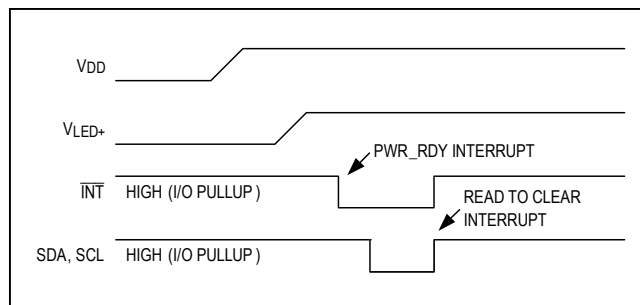 VDD
VLED+
PWR_RDY INTERRUPT
INT HIGH (I/O PULLUP )
READ TO CLEAR
INTERRUPT
SDA, SCL HIGH (I/O PULLUP )